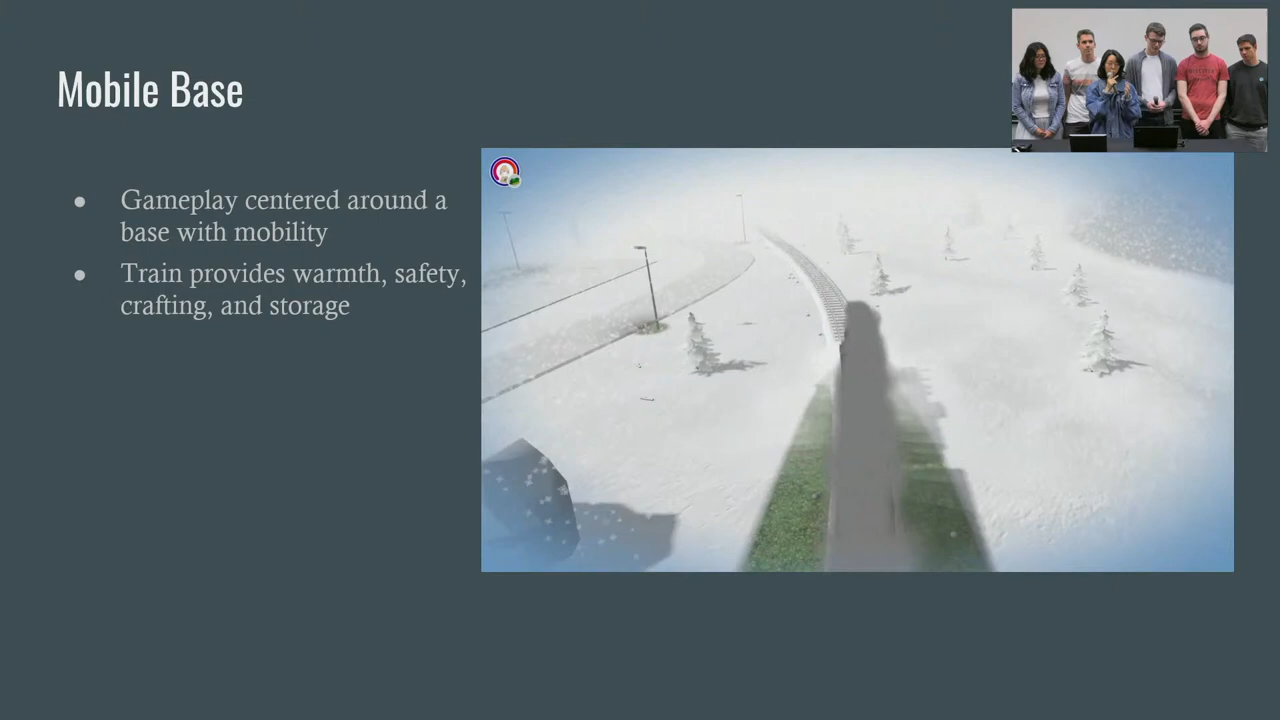 Mobile Base
● Gameplay centered around a
base with mobility
● Train provides warmth, safety,
crafting, and storage